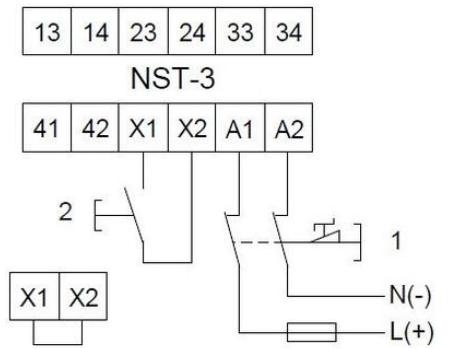 13 14 23 24 33 34
NST-3
41 42 X1 X2 A1 A2
2
1
X1 X2
N(-)
L(+)